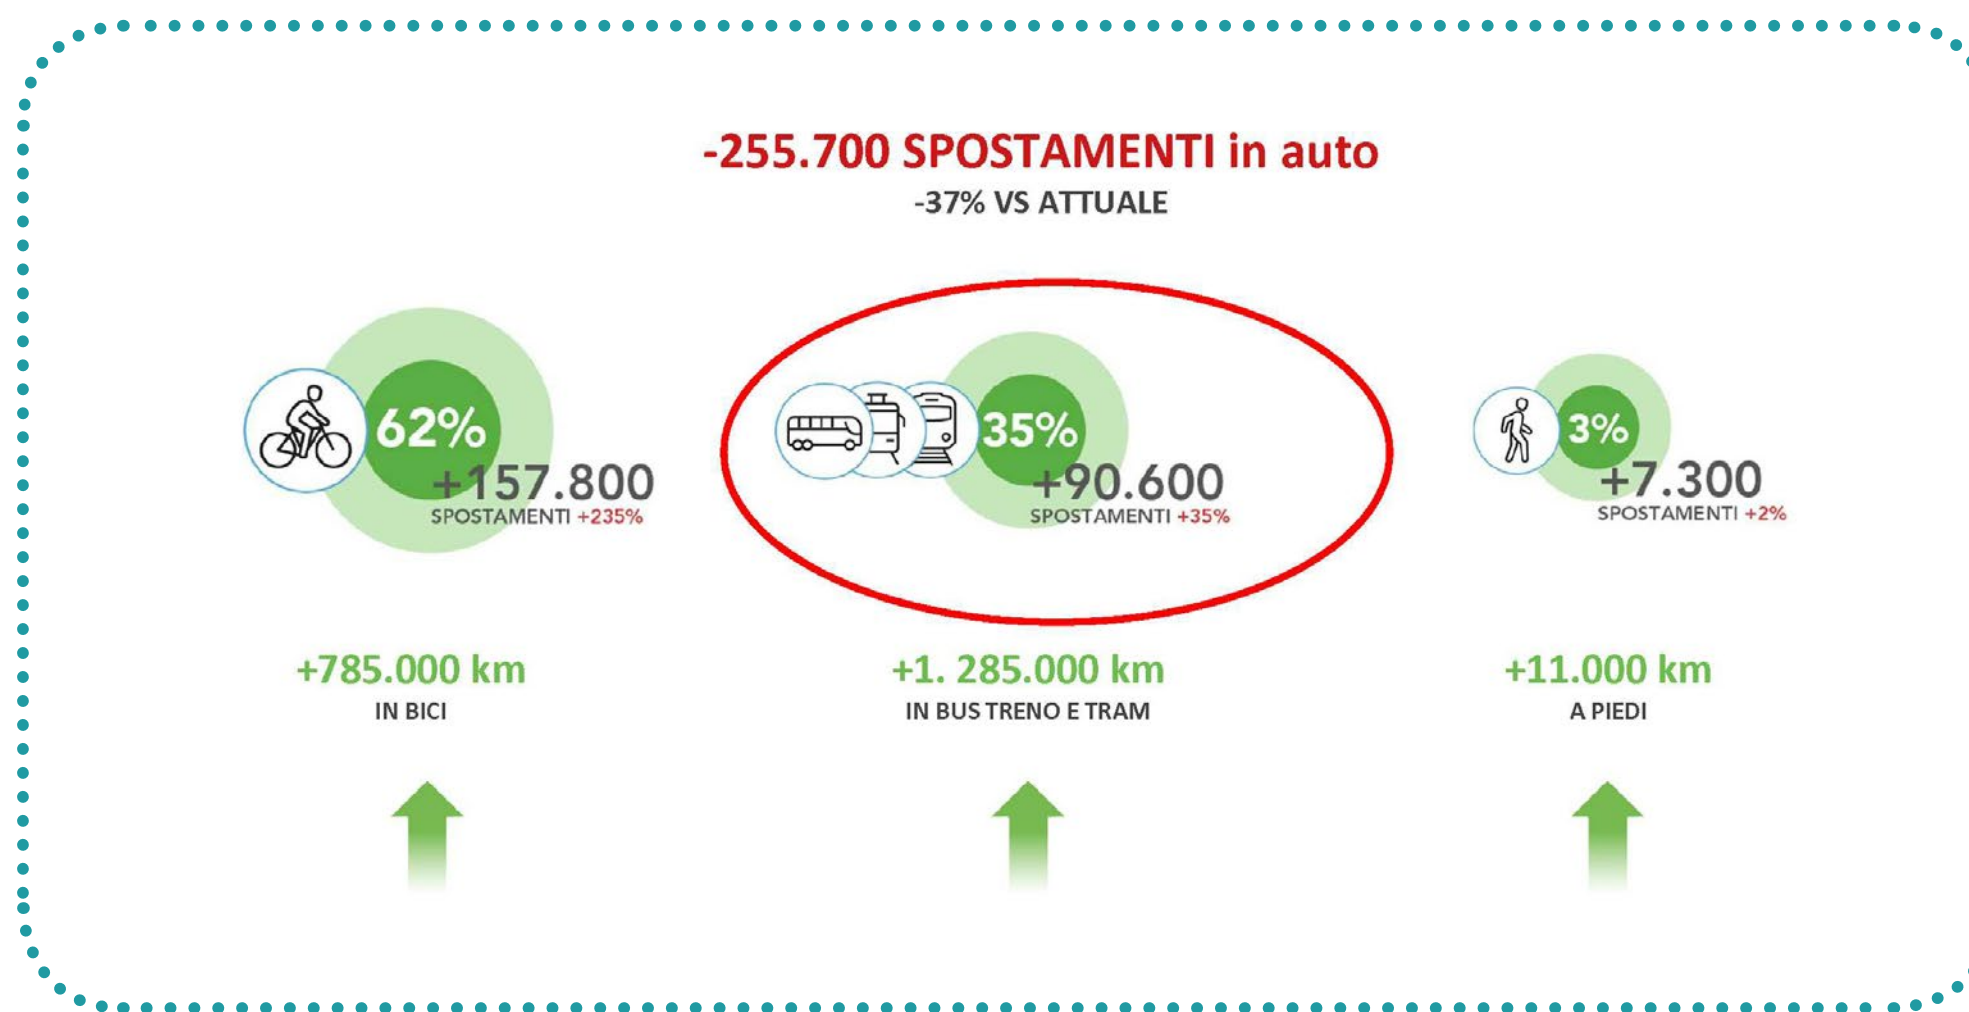 -255.700 SPOSTAMENTI in auto
-37% VS ATTUALE
62%
+157.800
SPOSTAMENTI +235%
35%
+90.600
SPOSTAMENTI +35%
3%
+7.300
SPOSTAMENTI +2%
+785.000 km
IN BICI
+1. 285.000 km
IN BUS TRENO E TRAM
+11.000 km
A PIEDI